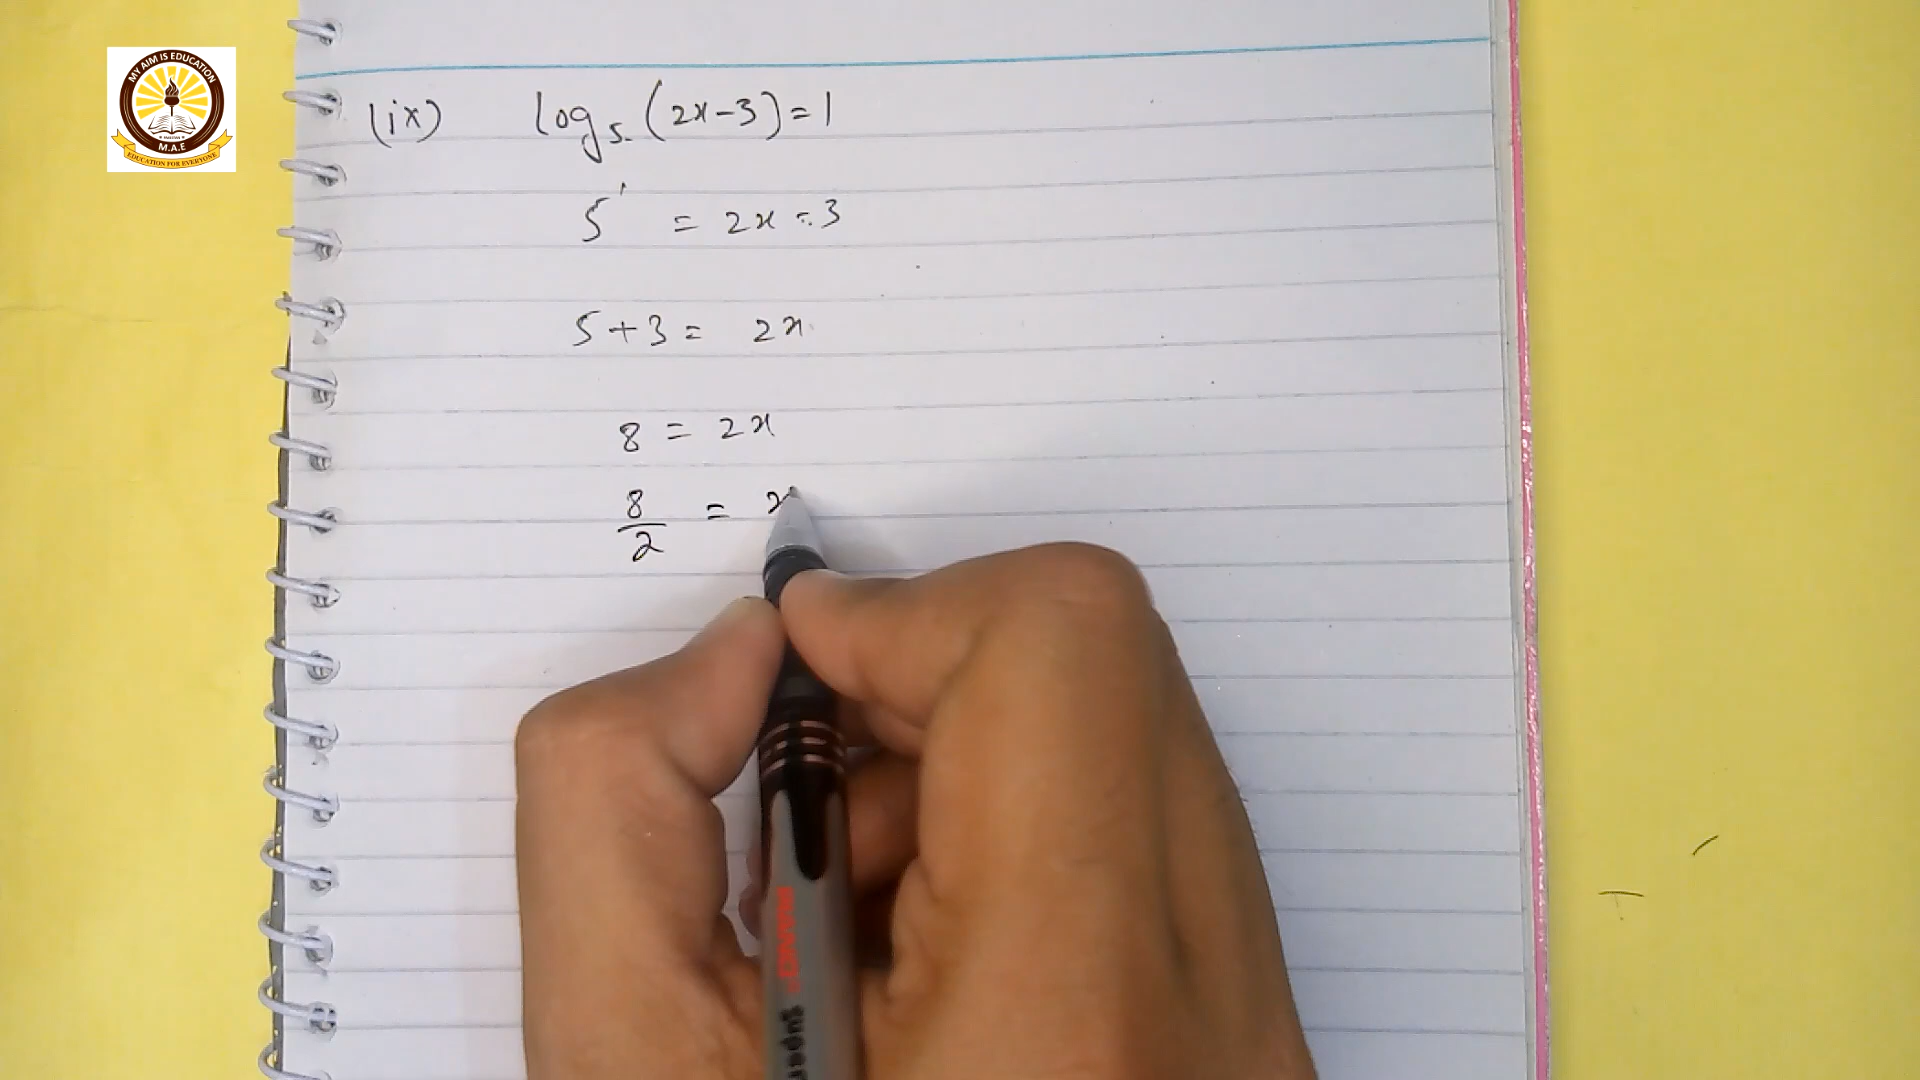 MY AIM IS EDUCATION
M.A.E
EDUCATION FOR EVERYONE
(ix) log₅ (2x-3)=1
5¹ = 2x-3
5+3= 2x
8 = 2x
8/2 = x